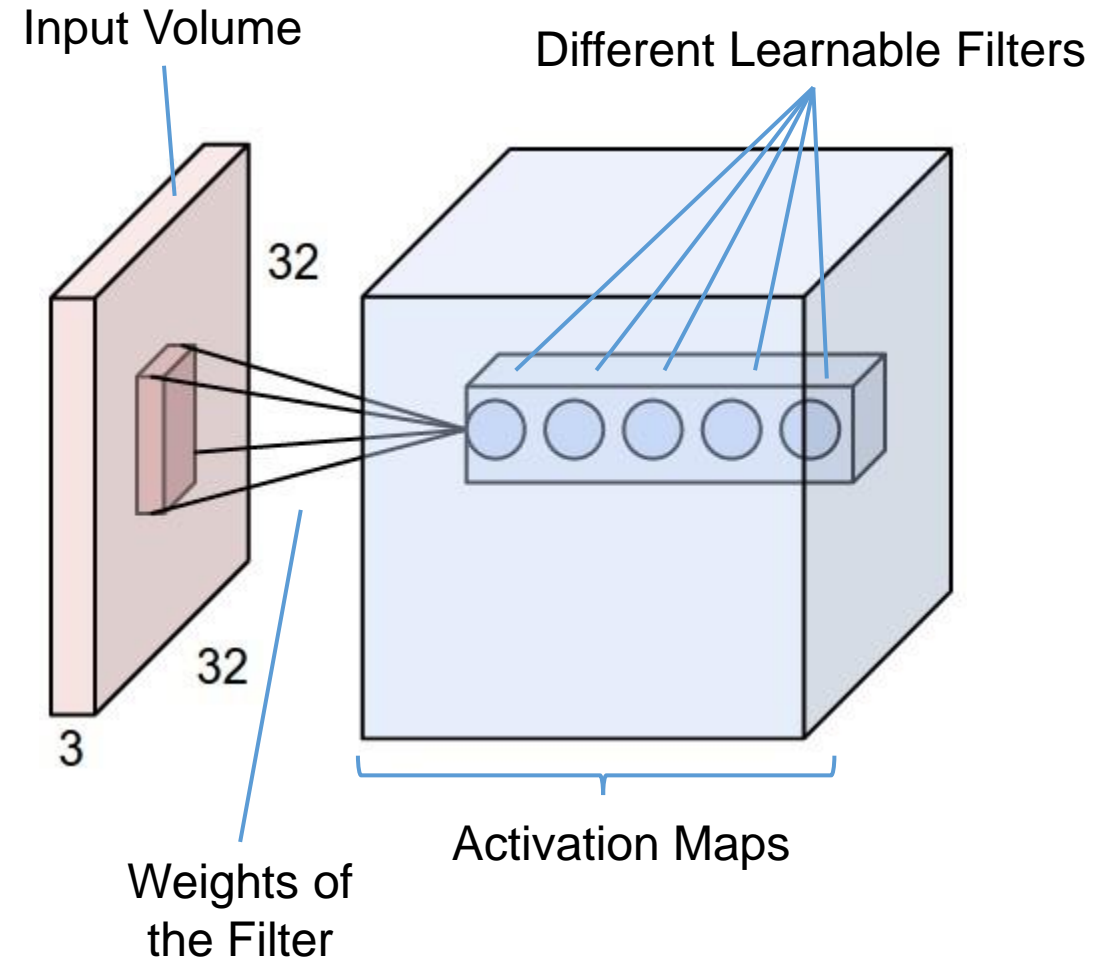 Input Volume
Different Learnable Filters
32
32
3
Activation Maps
Weights of
the Filter